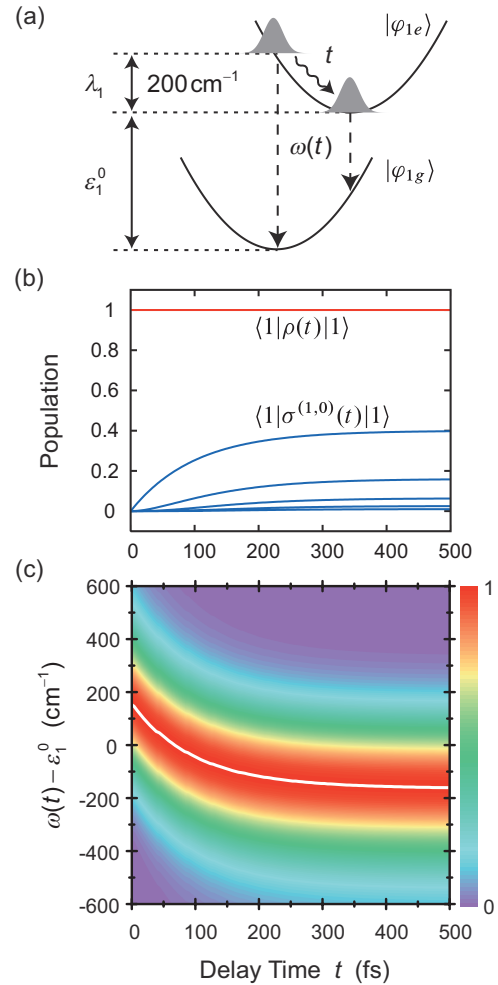 (a)
|φ₁ₑ⟩
λ₁
200 cm⁻¹
t
ε₁⁰
ω(t)
|φ₁g⟩
(b)
1
0.8
0.6
0.4
0.2
0
Population
⟨1|ρ(t)|1⟩
⟨1|σ⁽¹,⁰⁾(t)|1⟩
0 100 200 300 400 500
(c)
600
400
200
0
-200
-400
-600
ω(t) – ε₁⁰ (cm⁻¹)
1
0
0 100 200 300 400 500
Delay Time t (fs)